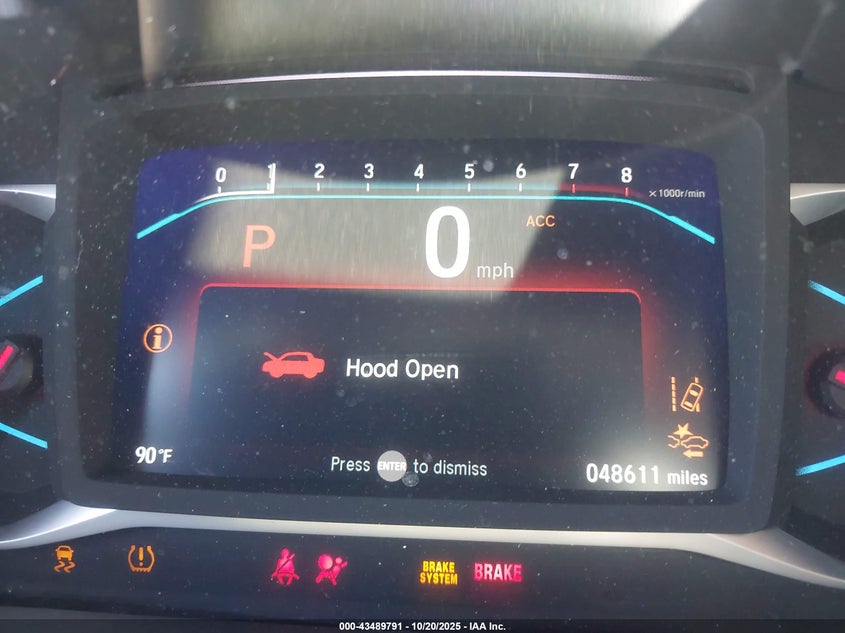 0 1 2 3 4 5 6 7 8
x1000r/min
P 0 mph ACC
Hood Open
90°F
Press ENTER to dismiss
048611 miles
BRAKE SYSTEM
BRAKE
000-43489791 - 10/20/2025 - IAA Inc.